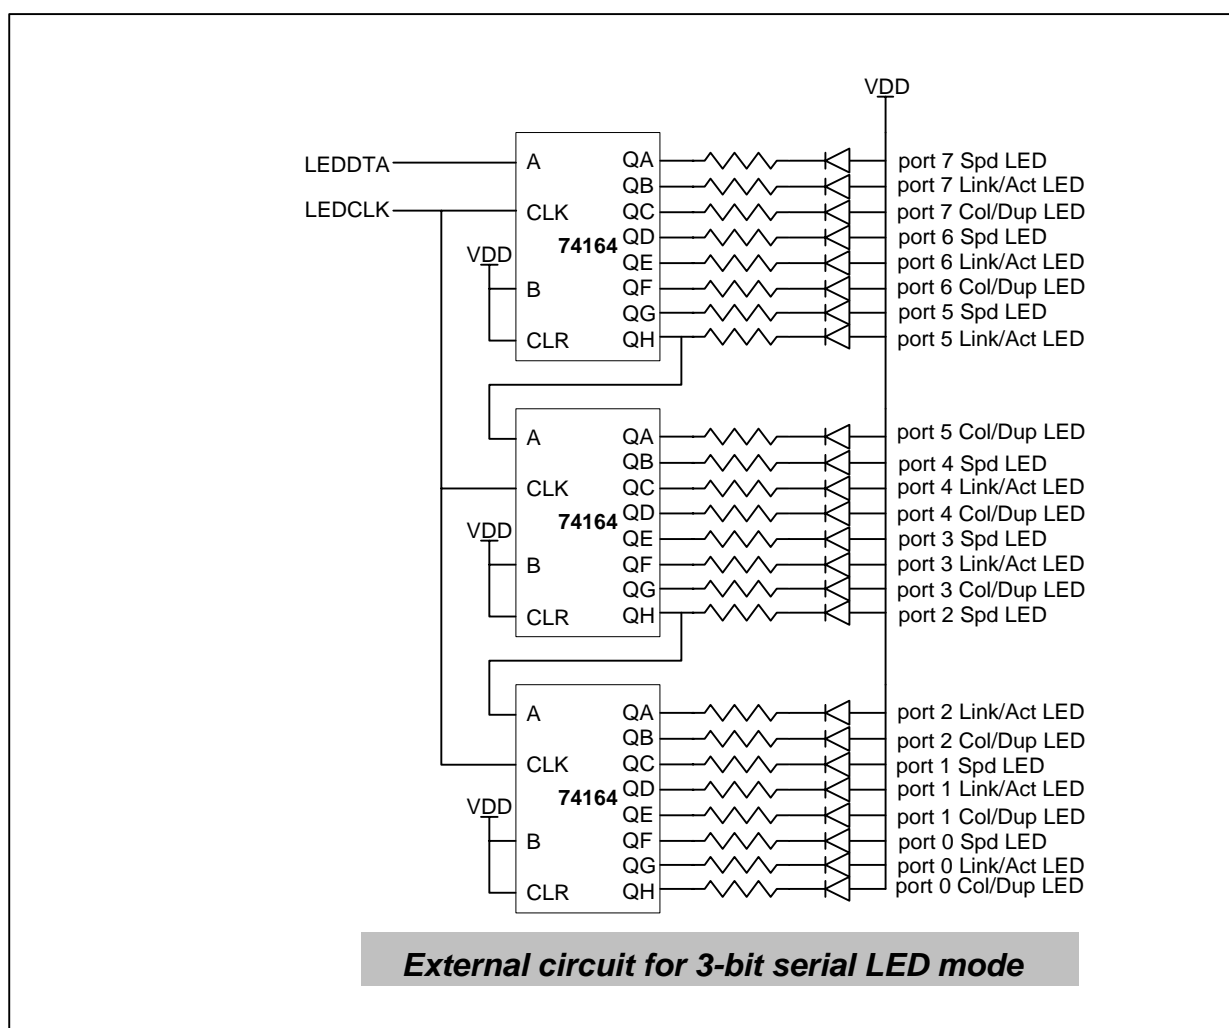 VDD
LEDDTA
A
QA
port 7 Spd LED
QB
port 7 Link/Act LED
LEDCLK
CLK
QC
port 7 Col/Dup LED
74164
QD
port 6 Spd LED
VDD
QE
port 6 Link/Act LED
B
QF
port 6 Col/Dup LED
QG
port 5 Spd LED
CLR
QH
port 5 Link/Act LED
A
QA
port 5 Col/Dup LED
QB
port 4 Spd LED
CLK
QC
port 4 Link/Act LED
74164
QD
port 4 Col/Dup LED
VDD
QE
port 3 Spd LED
B
QF
port 3 Link/Act LED
QG
port 3 Col/Dup LED
CLR
QH
port 2 Spd LED
A
QA
port 2 Link/Act LED
QB
port 2 Col/Dup LED
CLK
QC
port 1 Spd LED
74164
QD
port 1 Link/Act LED
VDD
QE
port 1 Col/Dup LED
B
QF
port 0 Spd LED
QG
port 0 Link/Act LED
CLR
QH
port 0 Col/Dup LED
External circuit for 3-bit serial LED mode